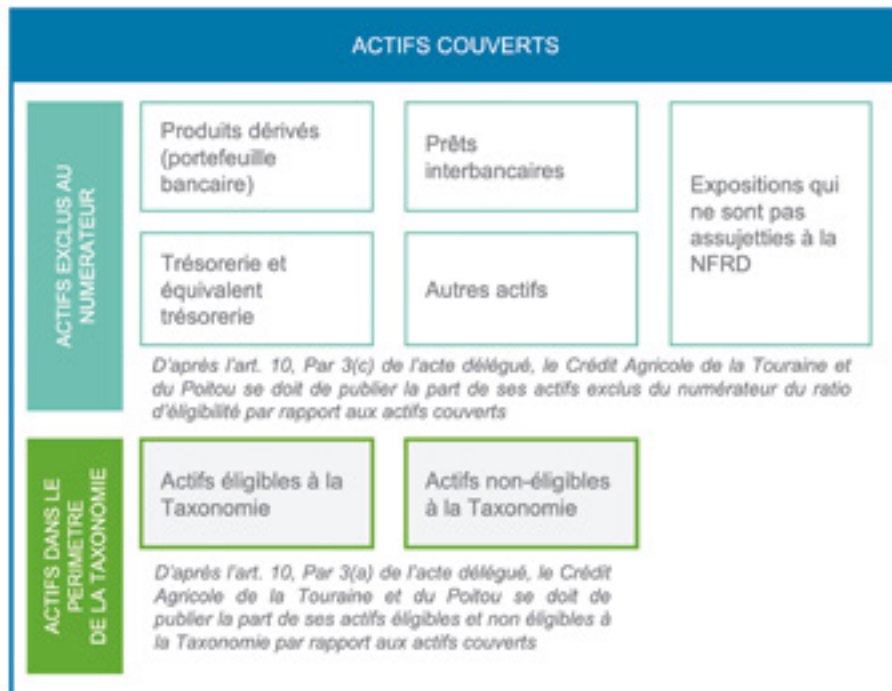 ACTIFS COUVERTS
ACTIFS EXCLUS AU
NUMERATEUR
Produits dérivés
(portefeuille
bancaire)
Prêts
interbancaires
Expositions qui
ne sont pas
assujetties à la
NFRD
Trésorerie et
équivalent
trésorerie
Autres actifs
D'après l'art. 10, Par 3(c) de l'acte délégué, le Crédit Agricole de la Touraine et
du Poitou se doit de publier la part de ses actifs exclus du numérateur du ratio
d'éligibilité par rapport aux actifs couverts
ACTIFS DANS LE
PERIMETRE
DE LA TAXONOMIE
Actifs éligibles à la
Taxonomie
Actifs non-éligibles
à la Taxonomie
D'après l'art. 10, Par 3(a) de l'acte délégué, le Crédit
Agricole de la Touraine et du Poitou se doit de
publier la part de ses actifs éligibles et non éligibles à
la Taxonomie par rapport aux actifs couverts